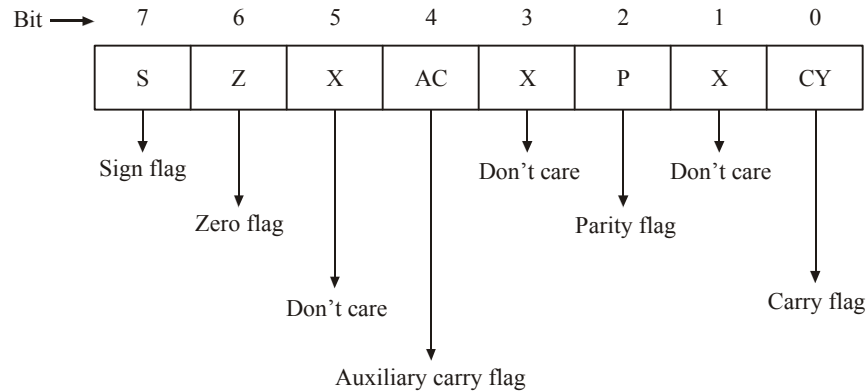 Bit 7 6 5 4 3 2 1 0
S Z X AC X P X CY
Sign flag Don’t care Don’t care
Zero flag Parity flag
Don’t care Carry flag
Auxiliary carry flag